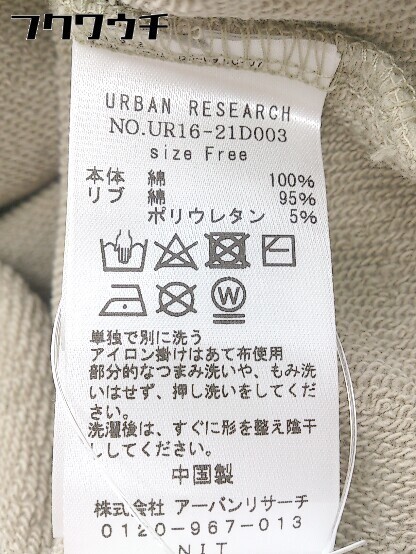 フクウウチ
URBAN RESEARCH
NO.UR16-21D003
size Free
本体 綿 100%
リブ 綿 95%
ポリウレタン 5%
W
単独で別に洗う
アイロン掛けはあて布使用
部分的なつまみ洗いや、もみ洗
いはせず、押し洗いをしてくだ
さい。
洗濯後は、すぐに形を整え陰干
ししてください。
中国製
株式会社 アーバンリサーチ
0120-967-013
NIT